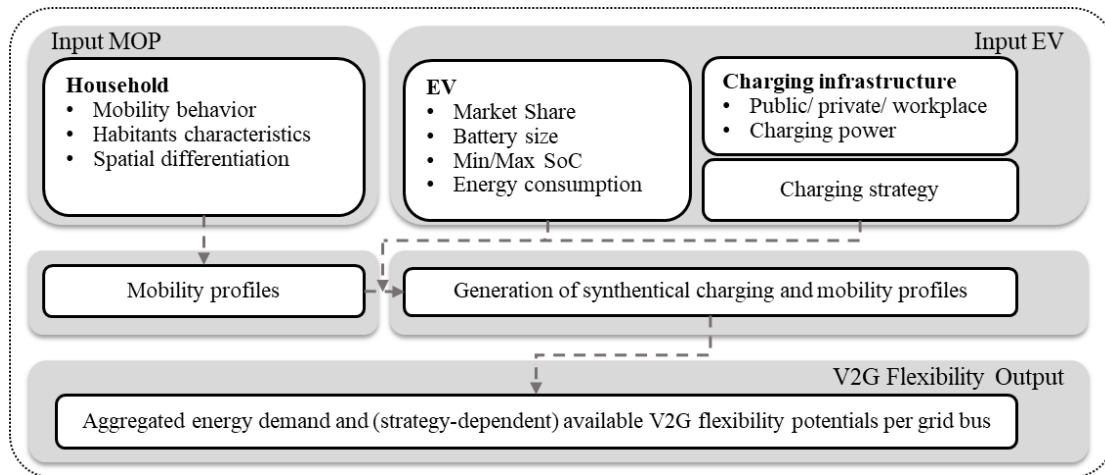 Input MOP
Household
• Mobility behavior
• Habitants characteristics
• Spatial differentiation
Input EV
EV
• Market Share
• Battery size
• Min/Max SoC
• Energy consumption
Charging infrastructure
• Public/ private/ workplace
• Charging power
Charging strategy
Mobility profiles
Generation of synthentical charging and mobility profiles
V2G Flexibility Output
Aggregated energy demand and (strategy-dependent) available V2G flexibility potentials per grid bus